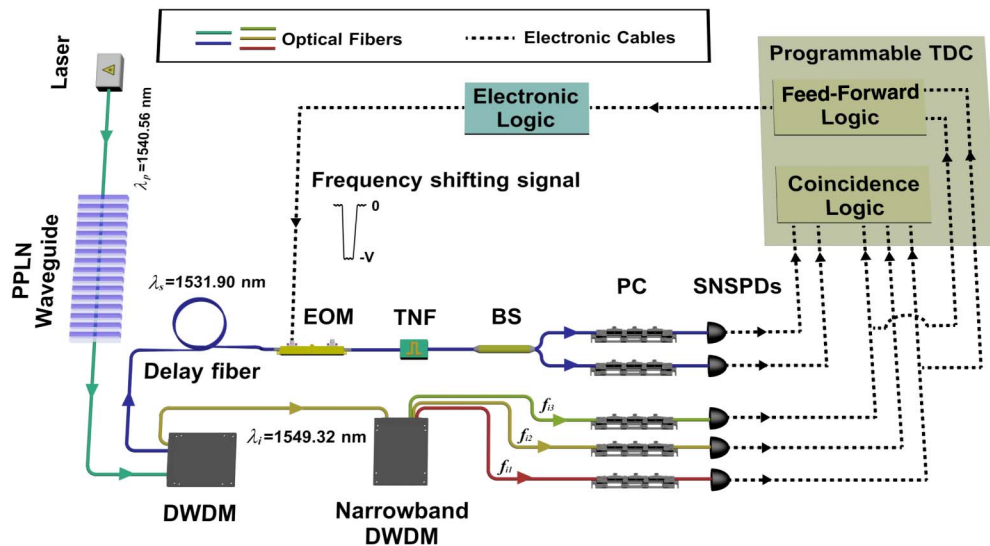 Optical Fibers
Electronic Cables
Laser
λp=1540.56 nm
Programmable TDC
Feed-Forward
Logic
Electronic
Logic
Coincidence
Logic
Frequency shifting signal
0
-V
PPLN
Waveguide
λs=1531.90 nm
EOM
TNF
BS
PC
SNSPDs
Delay fiber
λi=1549.32 nm
fi3
fi2
fi1
DWDM
Narrowband
DWDM